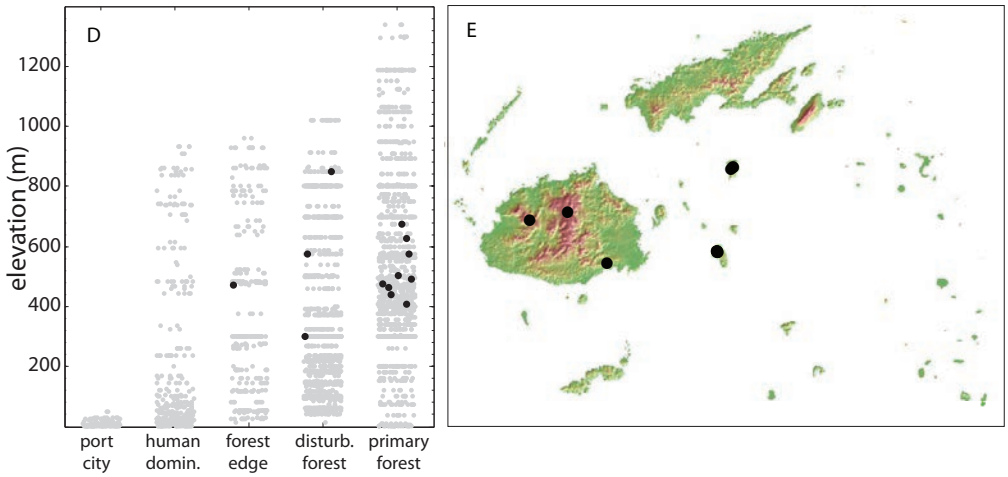 D
elevation (m)
1200
1000
800
600
400
200
port
city
human
domin.
forest
edge
disturb.
forest
primary
forest
E